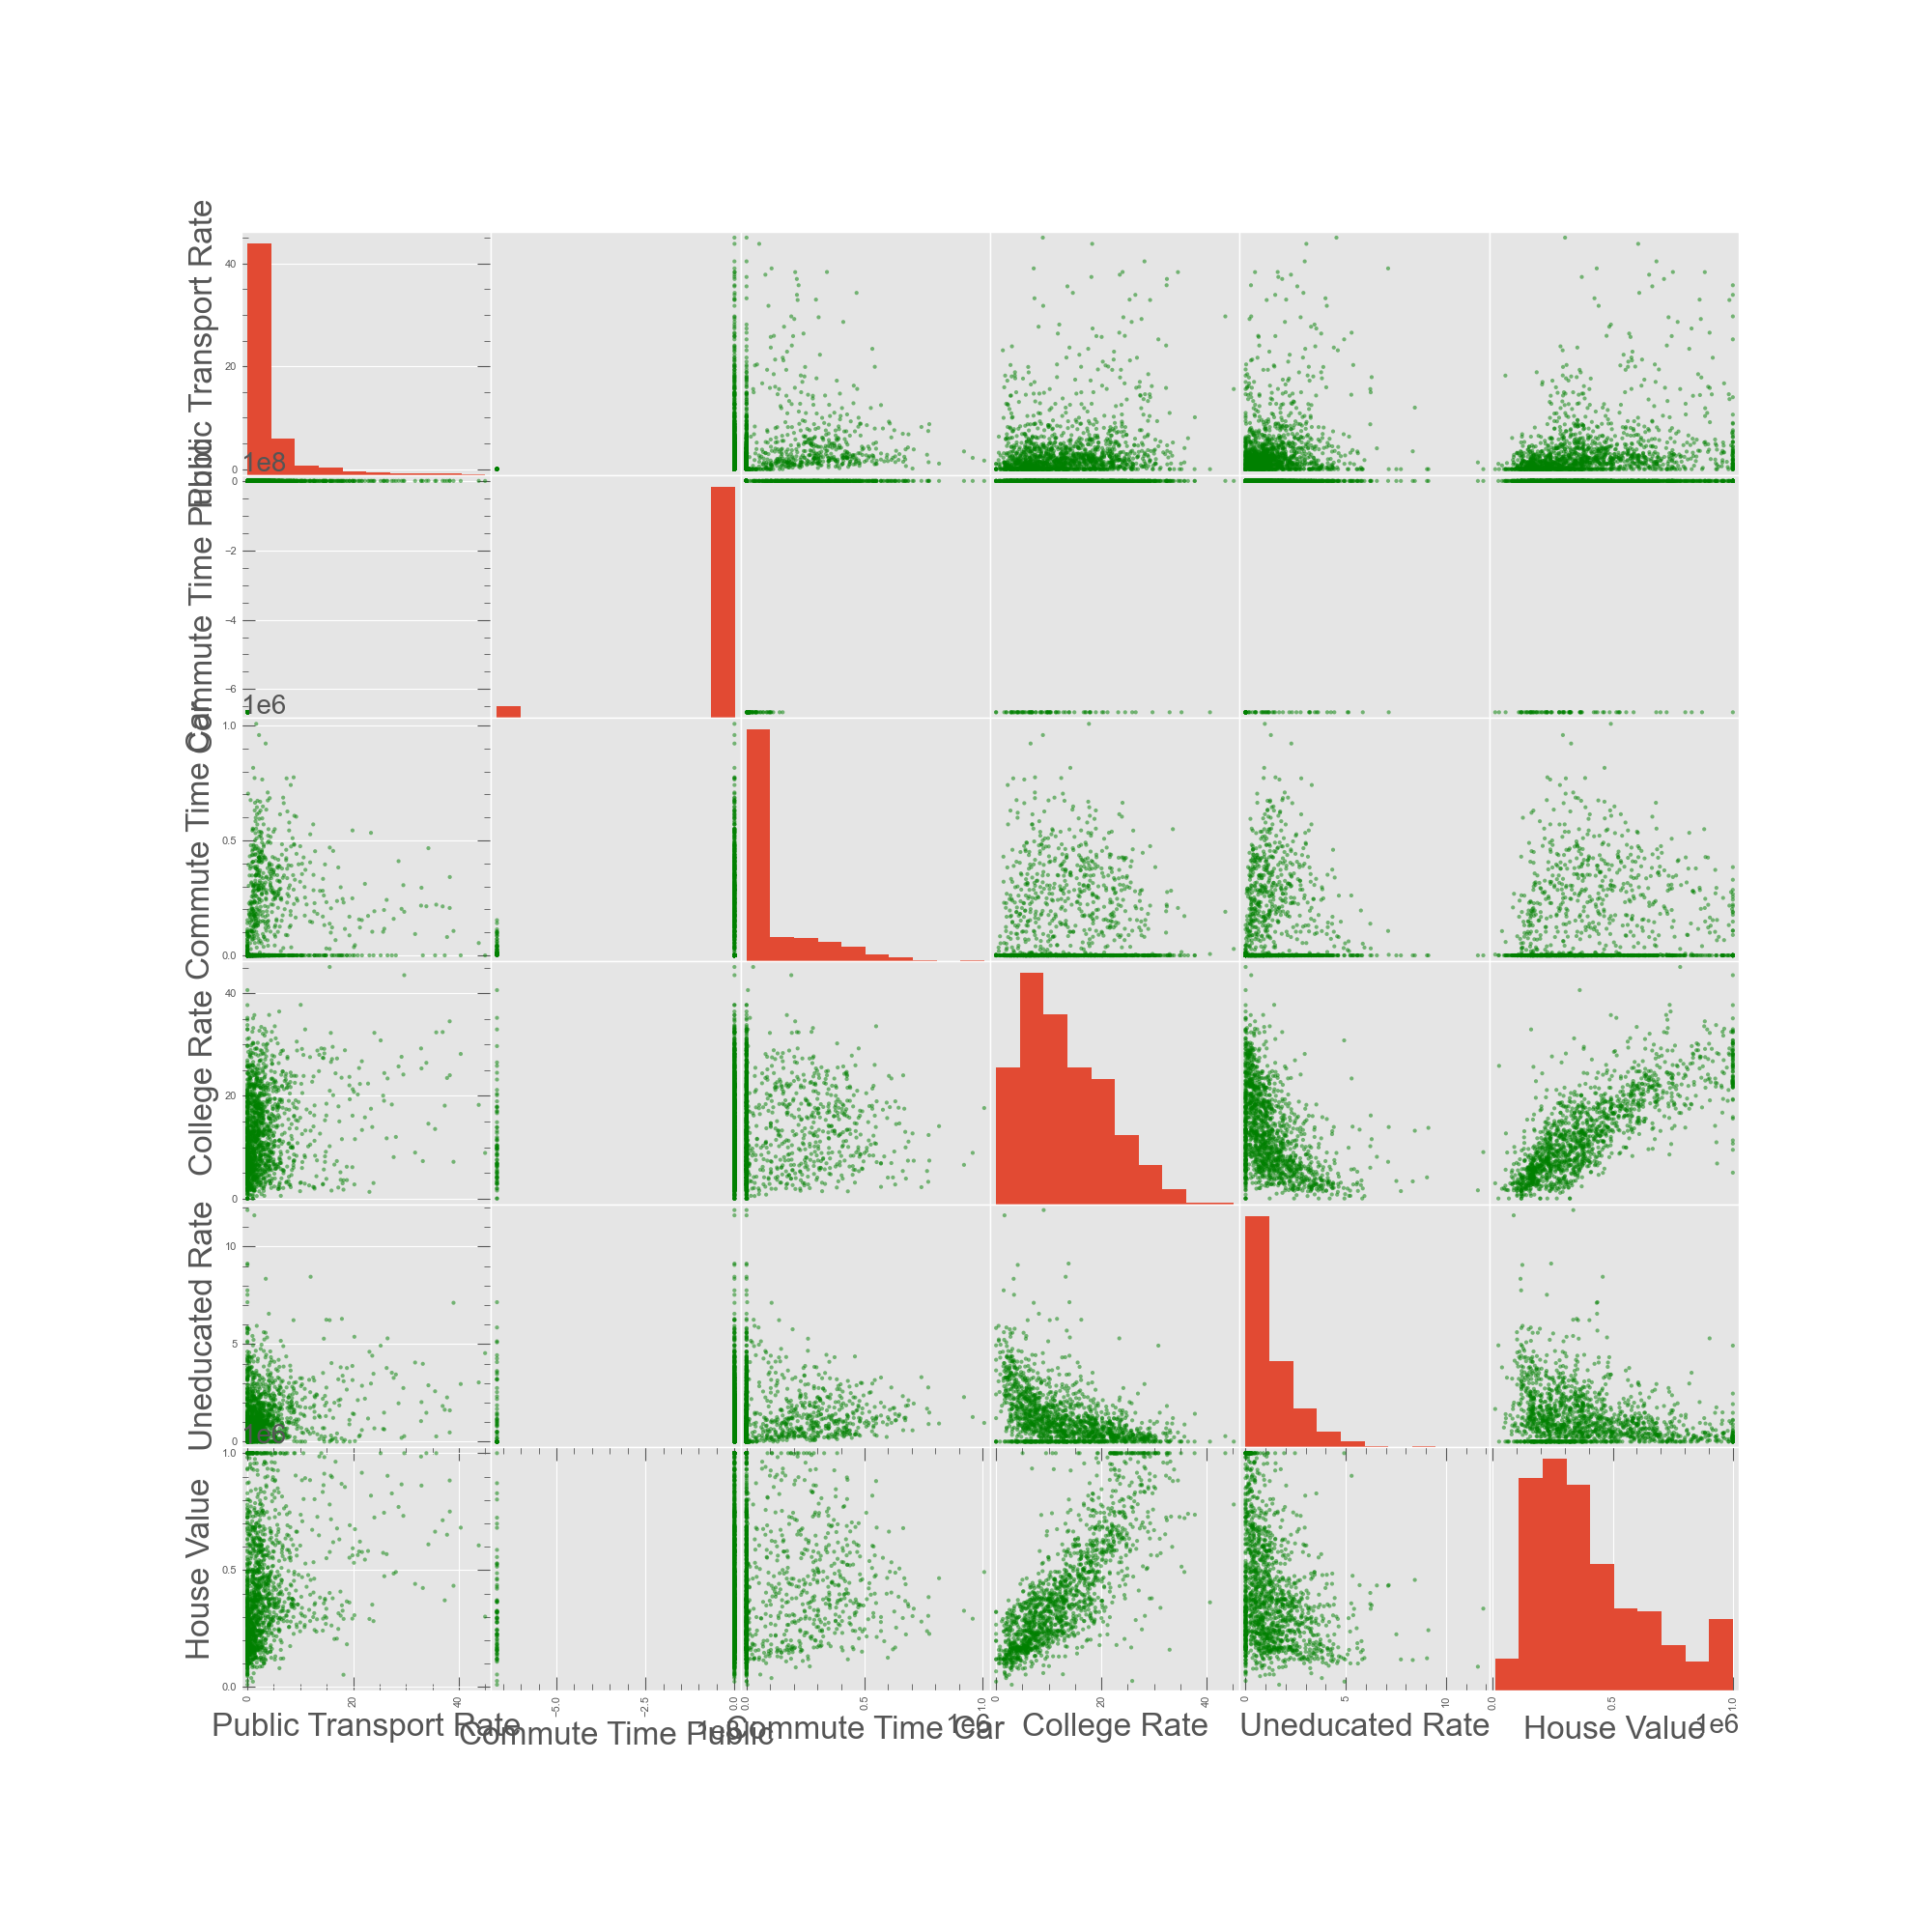 Public Transport Rate
40
20
0
1e8
Commute Time Public
0
−2
−4
−6
1e6
Commute Time Car
1.0
0.5
0.0
College Rate
40
20
0
Uneducated Rate
10
5
0
1e6
House Value
1.0
0.5
0.0
0 20 40 −5.0 −2.5 0.0 0.0 0.5 1.0 0 20 40 0 5 10 0.0 0.5 1.0
Public Transport Rate Commute Time Public 1e8 Commute Time Car 1e6 College Rate Uneducated Rate House Value 1e6